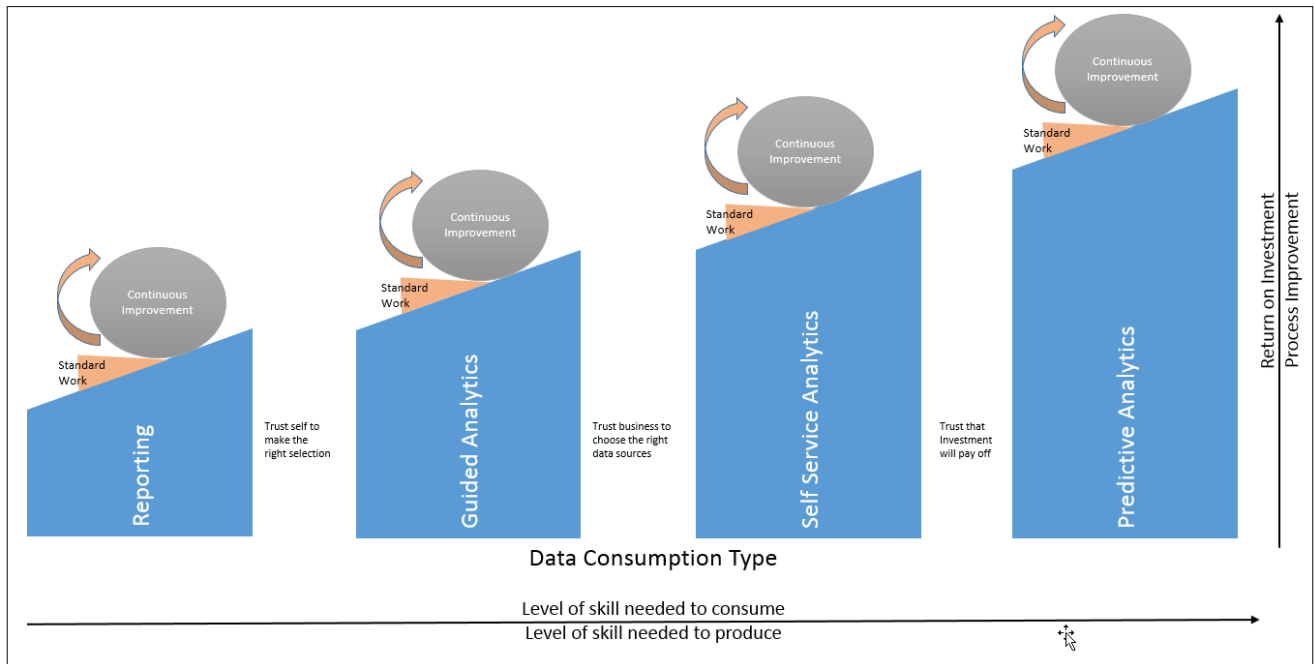 Continuous
Improvement
Standard
Work
Reporting
Trust self to
make the
right selection
Continuous
Improvement
Standard
Work
Guided Analytics
Trust business to
choose the right
data sources
Continuous
Improvement
Standard
Work
Self Service Analytics
Trust that
Investment
will pay off
Continuous
Improvement
Standard
Work
Predictive Analytics
Return on Investment
Process Improvement
Data Consumption Type
Level of skill needed to consume
Level of skill needed to produce